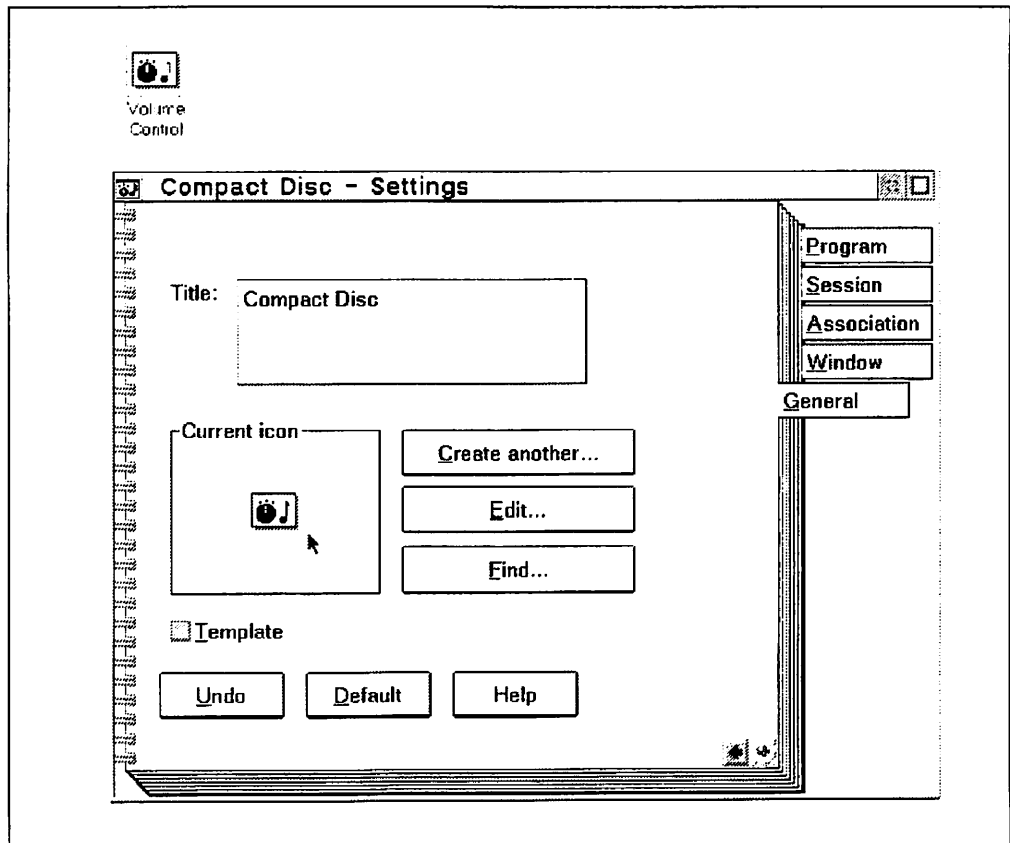 Volume
Control
Compact Disc - Settings
Program
Session
Association
Window
General
Title:
Compact Disc
Current icon
Create another...
Edit...
Find...
Template
Undo
Default
Help